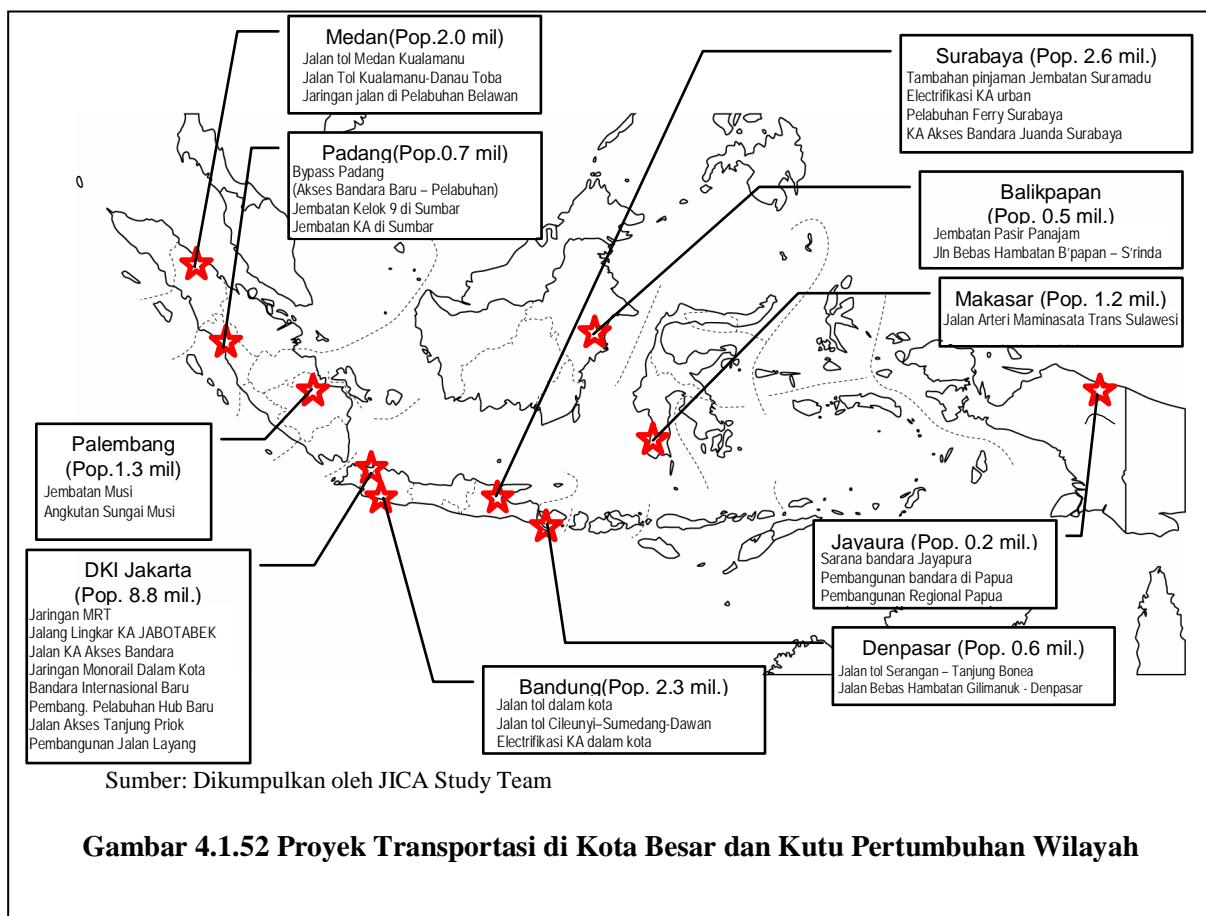 Medan(Pop.2.0 mil)
Jalan tol Medan Kualamanu
Jalan Tol Kualamanu-Danau Toba
Jaringan jalan di Pelabuhan Belawan
Surabaya (Pop. 2.6 mil.)
Tambahan pinjaman Jembatan Suramadu
Electrifikasi KA urban
Pelabuhan Ferry Surabaya
KA Akses Bandara Juanda Surabaya
Padang(Pop.0.7 mil)
Bypass Padang
(Akses Bandara Baru – Pelabuhan)
Jembatan Kelok 9 di Sumbar
Jembatan KA di Sumbar
Balikpapan
(Pop. 0.5 mil.)
Jembatan Pasir Panajam
Jln Bebas Hambatan B'papan – S'rinda
Makasar (Pop. 1.2 mil.)
Jalan Arteri Maminasata Trans Sulawesi
Palembang
(Pop.1.3 mil)
Jembatan Musi
Angkutan Sungai Musi
Jayaura (Pop. 0.2 mil.)
Sarana bandara Jayapura
Pembangunan bandara di Papua
Pembangunan Regional Papua
DKI Jakarta
(Pop. 8.8 mil.)
Jaringan MRT
Jalang Lingkar KA JABOTABEK
Jalan KA Akses Bandara
Jaringan Monorail Dalam Kota
Bandara Internasional Baru
Pembang. Pelabuhan Hub Baru
Jalan Akses Tanjung Priok
Pembangunan Jalan Layang
Denpasar (Pop. 0.6 mil.)
Jalan tol Serangan – Tanjung Bonea
Jalan Bebas Hambatan Gilimanuk - Denpasar
Bandung(Pop. 2.3 mil.)
Jalan tol dalam kota
Jalan tol Cileunyi–Sumedang-Dawan
Electrifikasi KA dalam kota
Sumber: Dikumpulkan oleh JICA Study Team
Gambar 4.1.52 Proyek Transportasi di Kota Besar dan Kutu Pertumbuhan Wilayah